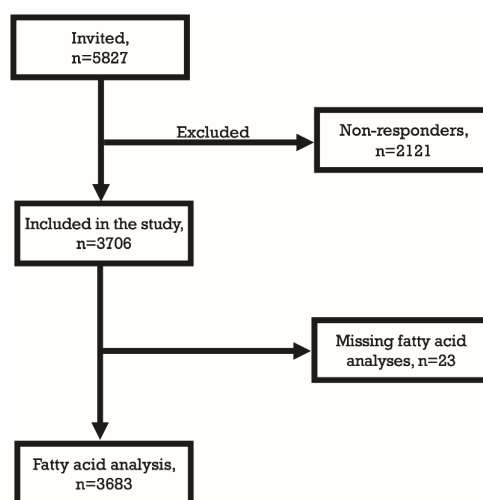 Invited,
n=5827
Excluded
Non-responders,
n=2121
Included in the study,
n=3706
Missing fatty acid
analyses, n=23
Fatty acid analysis,
n=3683